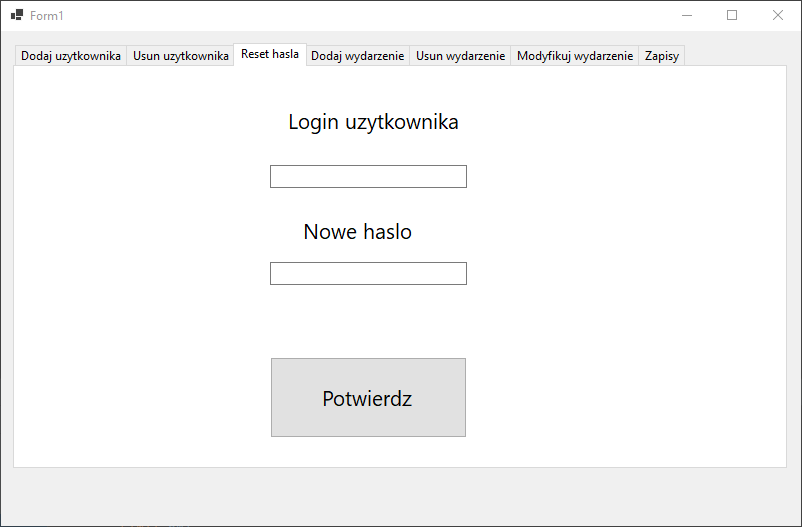 Form1
Dodaj uzytkownika Usun uzytkownika Reset hasla Dodaj wydarzenie Usun wydarzenie Modyfikuj wydarzenie Zapisy
Login uzytkownika
Nowe haslo
Potwierdz